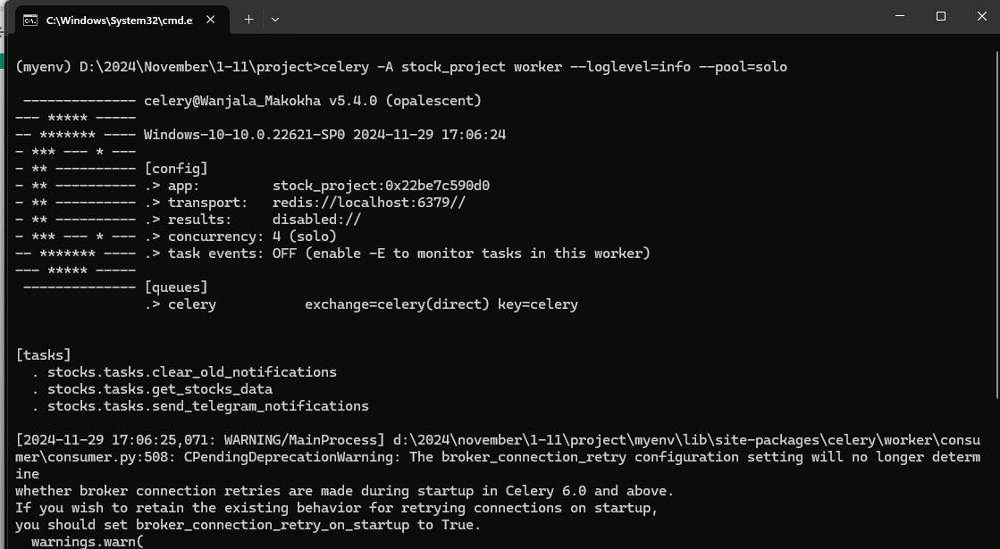 C:\Windows\System32\cmd.e
(myenv) D:\2024\November\1-11\project>celery -A stock_project worker --loglevel=info --pool=solo
-------------- celery@Wanjala_Makokha v5.4.0 (opalescent)
--- ***** -----
-- ******* ---- Windows-10-10.0.22621-SP0 2024-11-29 17:06:24
- *** --- * ---
- ** ---------- [config]
- ** ---------- .> app:         stock_project:0x22be7c590d0
- ** ---------- .> transport:   redis://localhost:6379//
- ** ---------- .> results:     disabled://
- *** --- * --- .> concurrency: 4 (solo)
-- ******* ---- .> task events: OFF (enable -E to monitor tasks in this worker)
--- ***** -----
-------------- [queues]
.> celery           exchange=celery(direct) key=celery
[tasks]
. stocks.tasks.clear_old_notifications
. stocks.tasks.get_stocks_data
. stocks.tasks.send_telegram_notifications
[2024-11-29 17:06:25,071: WARNING/MainProcess] d:\2024\november\1-11\project\myenv\lib\site-packages\celery\worker\consu
mer\consumer.py:508: CPendingDeprecationWarning: The broker_connection_retry configuration setting will no longer determ
ine
whether broker connection retries are made during startup in Celery 6.0 and above.
If you wish to retain the existing behavior for retrying connections on startup,
you should set broker_connection_retry_on_startup to True.
warnings.warn(